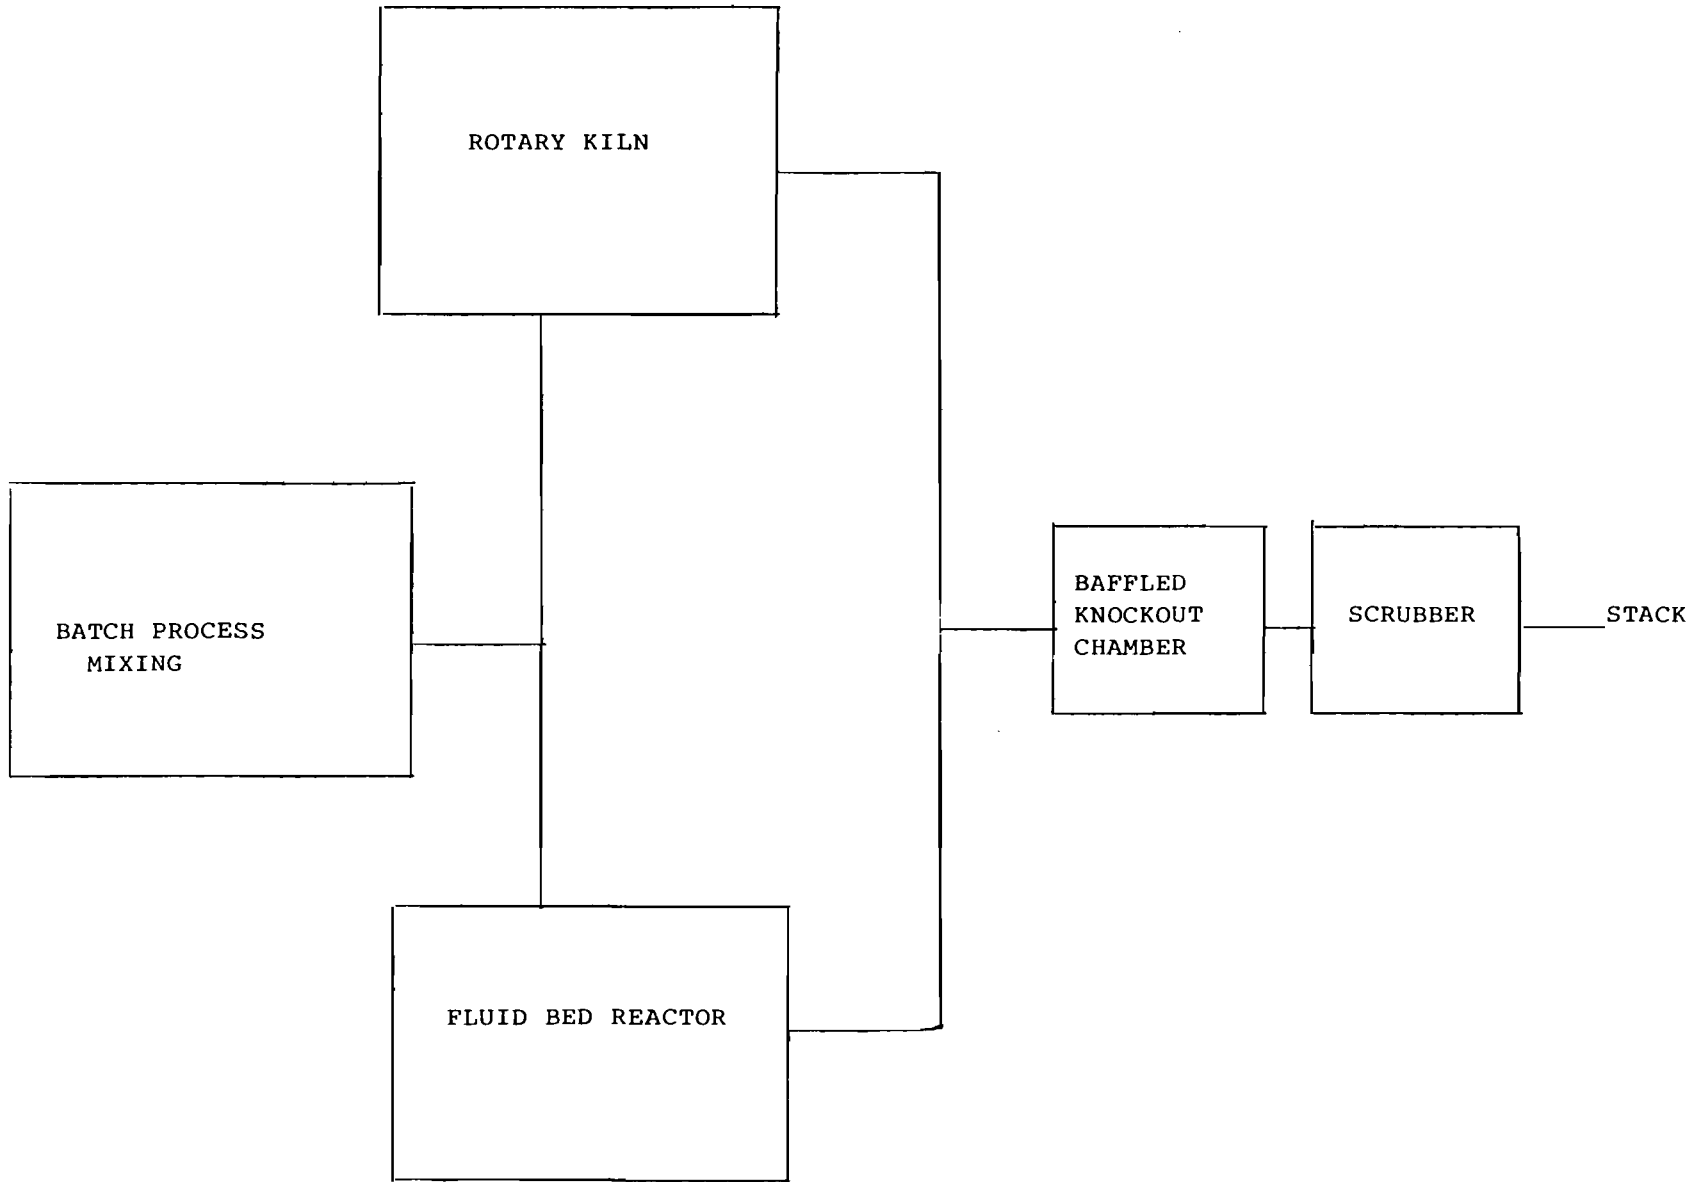 ROTARY KILN
BATCH PROCESS
MIXING
BAFFLED
KNOCKOUT
CHAMBER
SCRUBBER
STACK
FLUID BED REACTOR